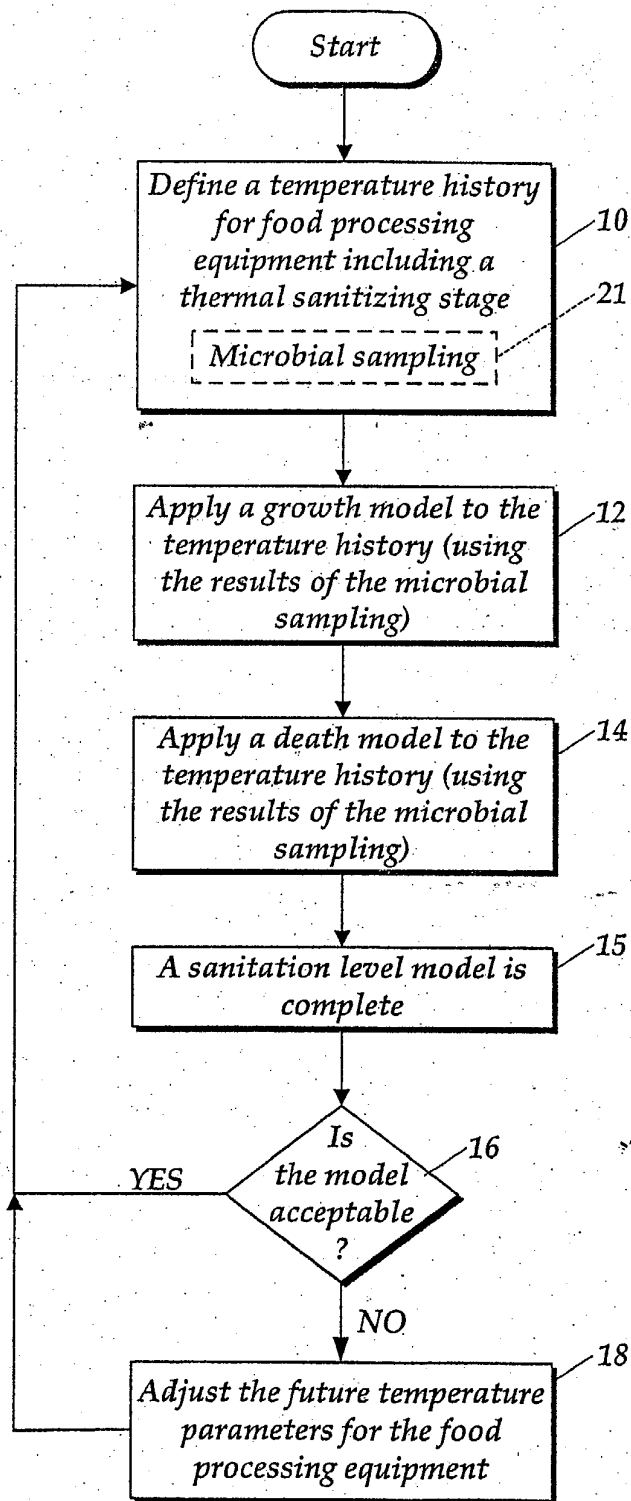 Start
Define a temperature history
for food processing
equipment including a
thermal sanitizing stage
10
21
Microbial sampling
Apply a growth model to the
temperature history (using
the results of the microbial
sampling)
12
Apply a death model to the
temperature history (using
the results of the microbial
sampling)
14
A sanitation level model is
complete
15
Is
the model
acceptable
?
16
YES
NO
Adjust the future temperature
parameters for the food
processing equipment
18